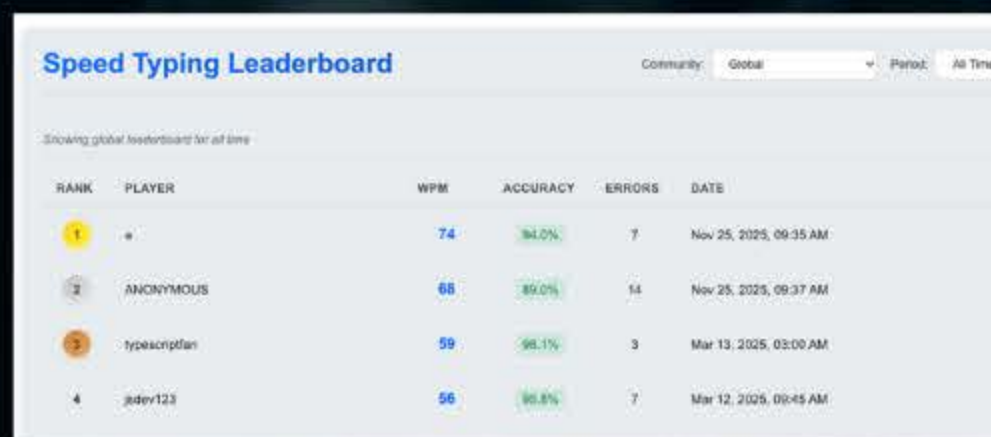 Speed Typing Leaderboard
Community: Global Period: All Time
Showing global leaderboard for all time
RANK PLAYER WPM ACCURACY ERRORS DATE
1 e 74 94.0% 7 Nov 25, 2025, 09:35 AM
2 ANONYMOUS 68 89.0% 14 Nov 25, 2025, 09:37 AM
3 typescriptfan 59 98.1% 3 Mar 13, 2025, 03:00 AM
4 jsdev123 56 7 Mar 12, 2025, 09:45 AM